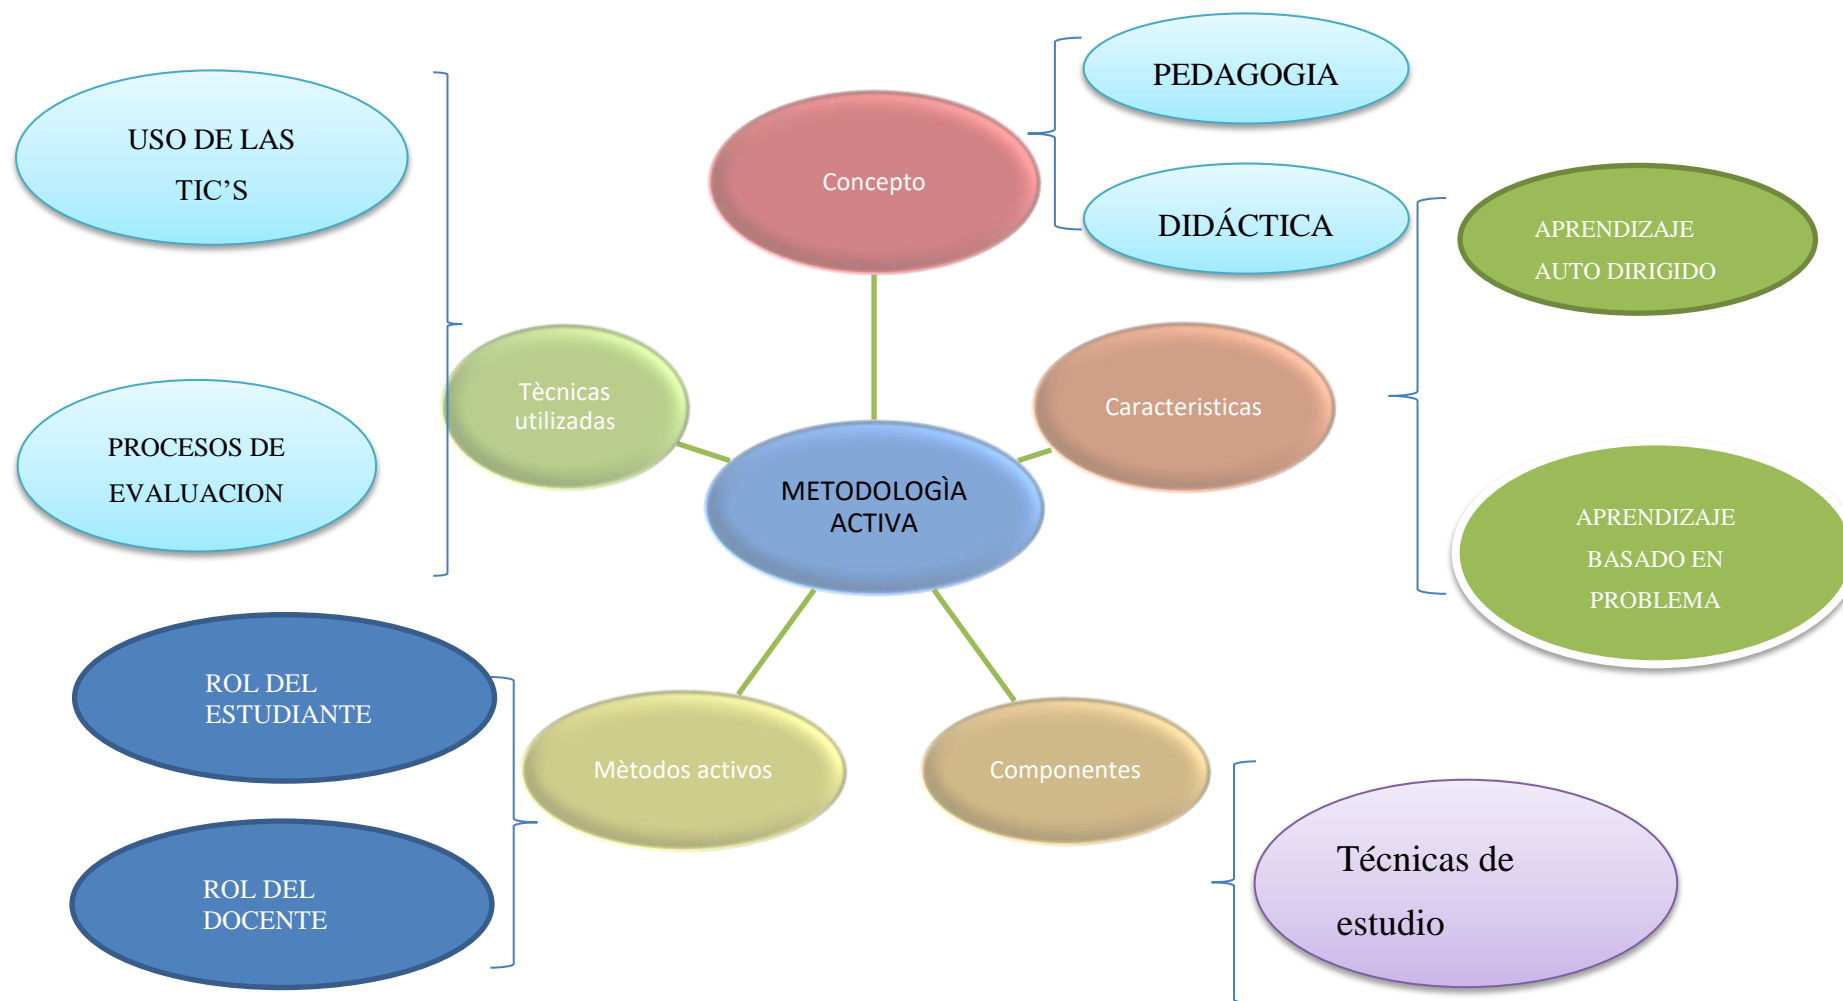 PEDAGOGIA
USO DE LAS
TIC’S
Concepto
DIDÁCTICA
APRENDIZAJE
AUTO DIRIGIDO
Tècnicas
utilizadas
Caracteristicas
PROCESOS DE
EVALUACION
METODOLOGÌA
ACTIVA
APRENDIZAJE
BASADO EN
PROBLEMA
ROL DEL
ESTUDIANTE
Mètodos activos
Componentes
ROL DEL
DOCENTE
Técnicas de
estudio